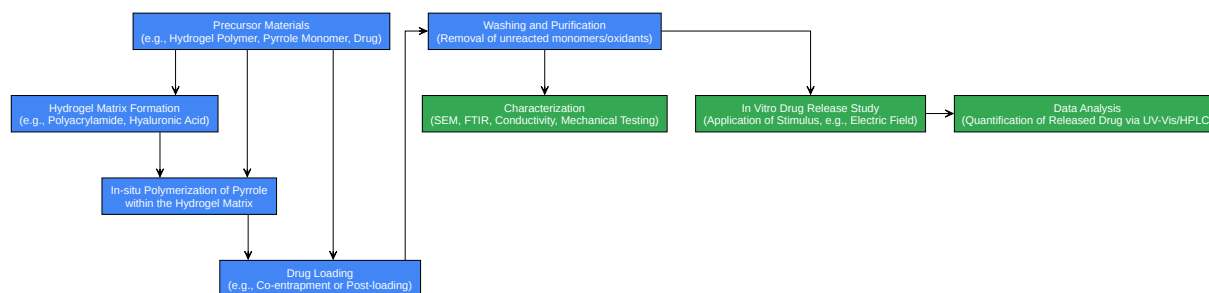 Precursor Materials
(e.g., Hydrogel Polymer, Pyrrole Monomer, Drug)
Washing and Purification
(Removal of unreacted monomers/oxidants)
Hydrogel Matrix Formation
(e.g., Polyacrylamide, Hyaluronic Acid)
Characterization
(SEM, FTIR, Conductivity, Mechanical Testing)
In Vitro Drug Release Study
(Application of Stimulus, e.g., Electric Field)
Data Analysis
(Quantification of Released Drug via UV-Vis/HPLC
In-situ Polymerization of Pyrrole
within the Hydrogel Matrix
Drug Loading
(e.g., Co-entrapment or Post-loading)